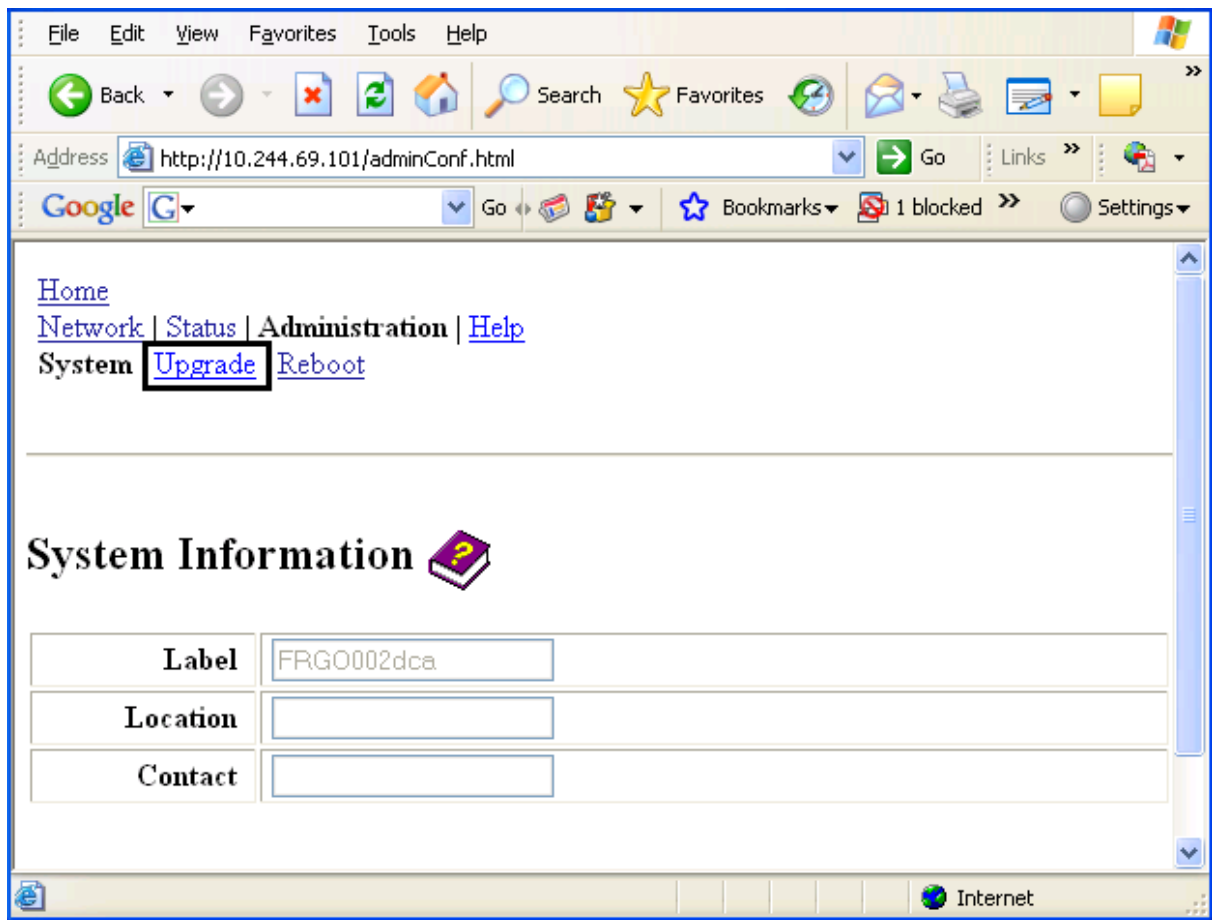 File Edit View Favorites Tools Help
Back Search Favorites »
Address http://10.244.69.101/adminConf.html Go Links »
Google G Go Bookmarks 1 blocked » Settings
Home
Network | Status | Administration | Help
System Upgrade Reboot
System Information ?
Label FRGO002dca
Location
Contact
Internet